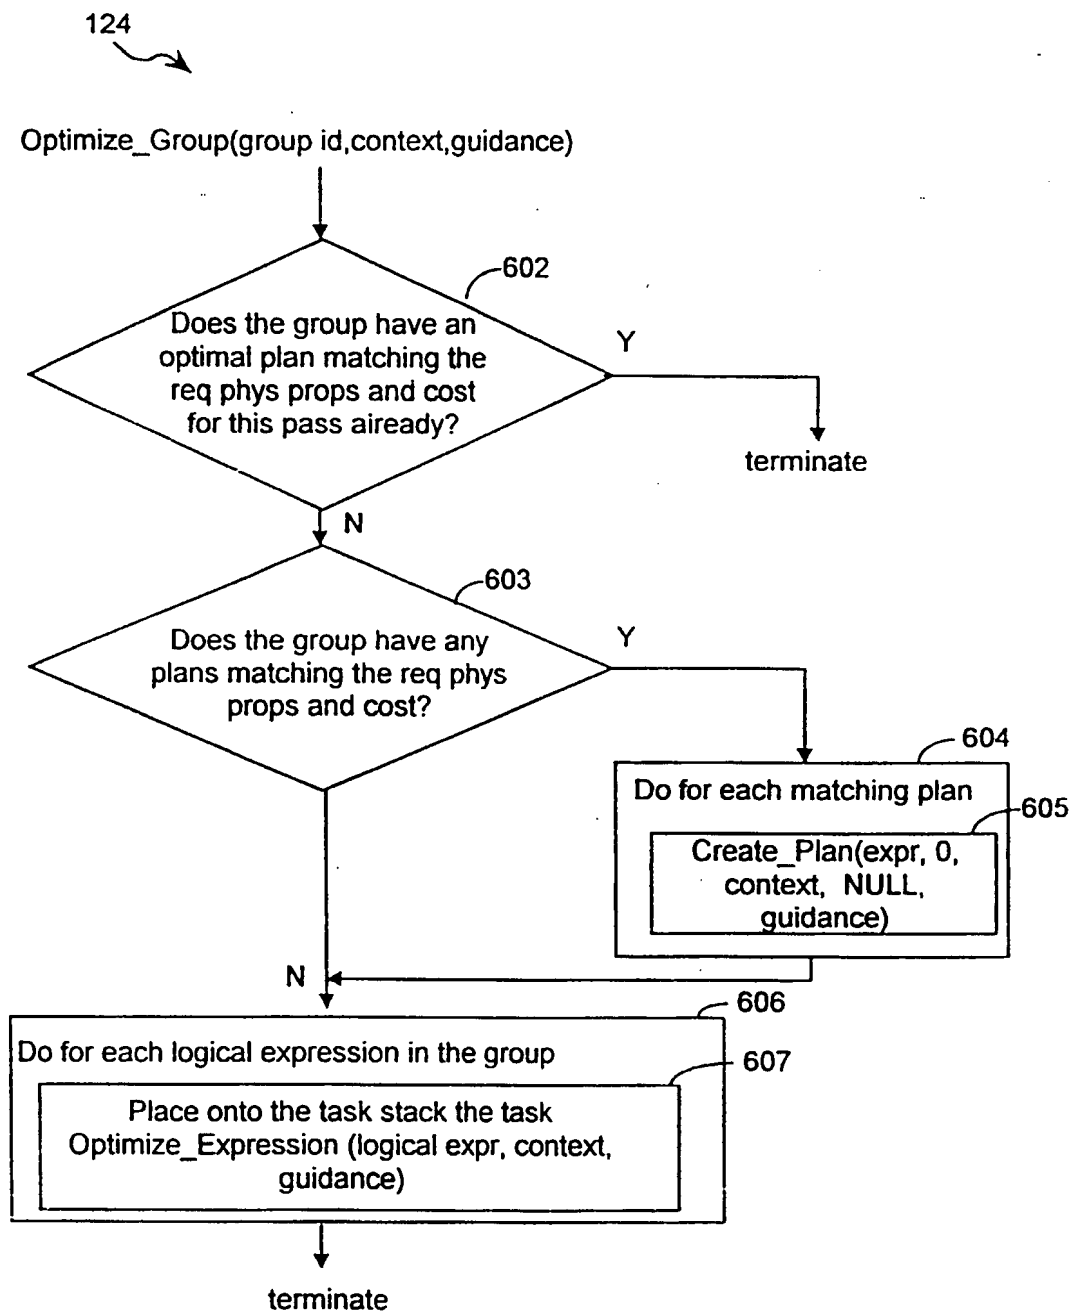 124
Optimize_Group(group id,context,guidance)
602
Does the group have an
optimal plan matching the
req phys props and cost
for this pass aiready?
Y
terminate
N
603
Does the group have any
plans matching the req phys
props and cost?
Y
604
Do for each matching plan
605
Create_Plan(expr, 0,
context, NULL,
guidance)
N
606
Do for each logical expression in the group
607
Place onto the task stack the task
Optimize_Expression (logical expr, context,
guidance)
terminate